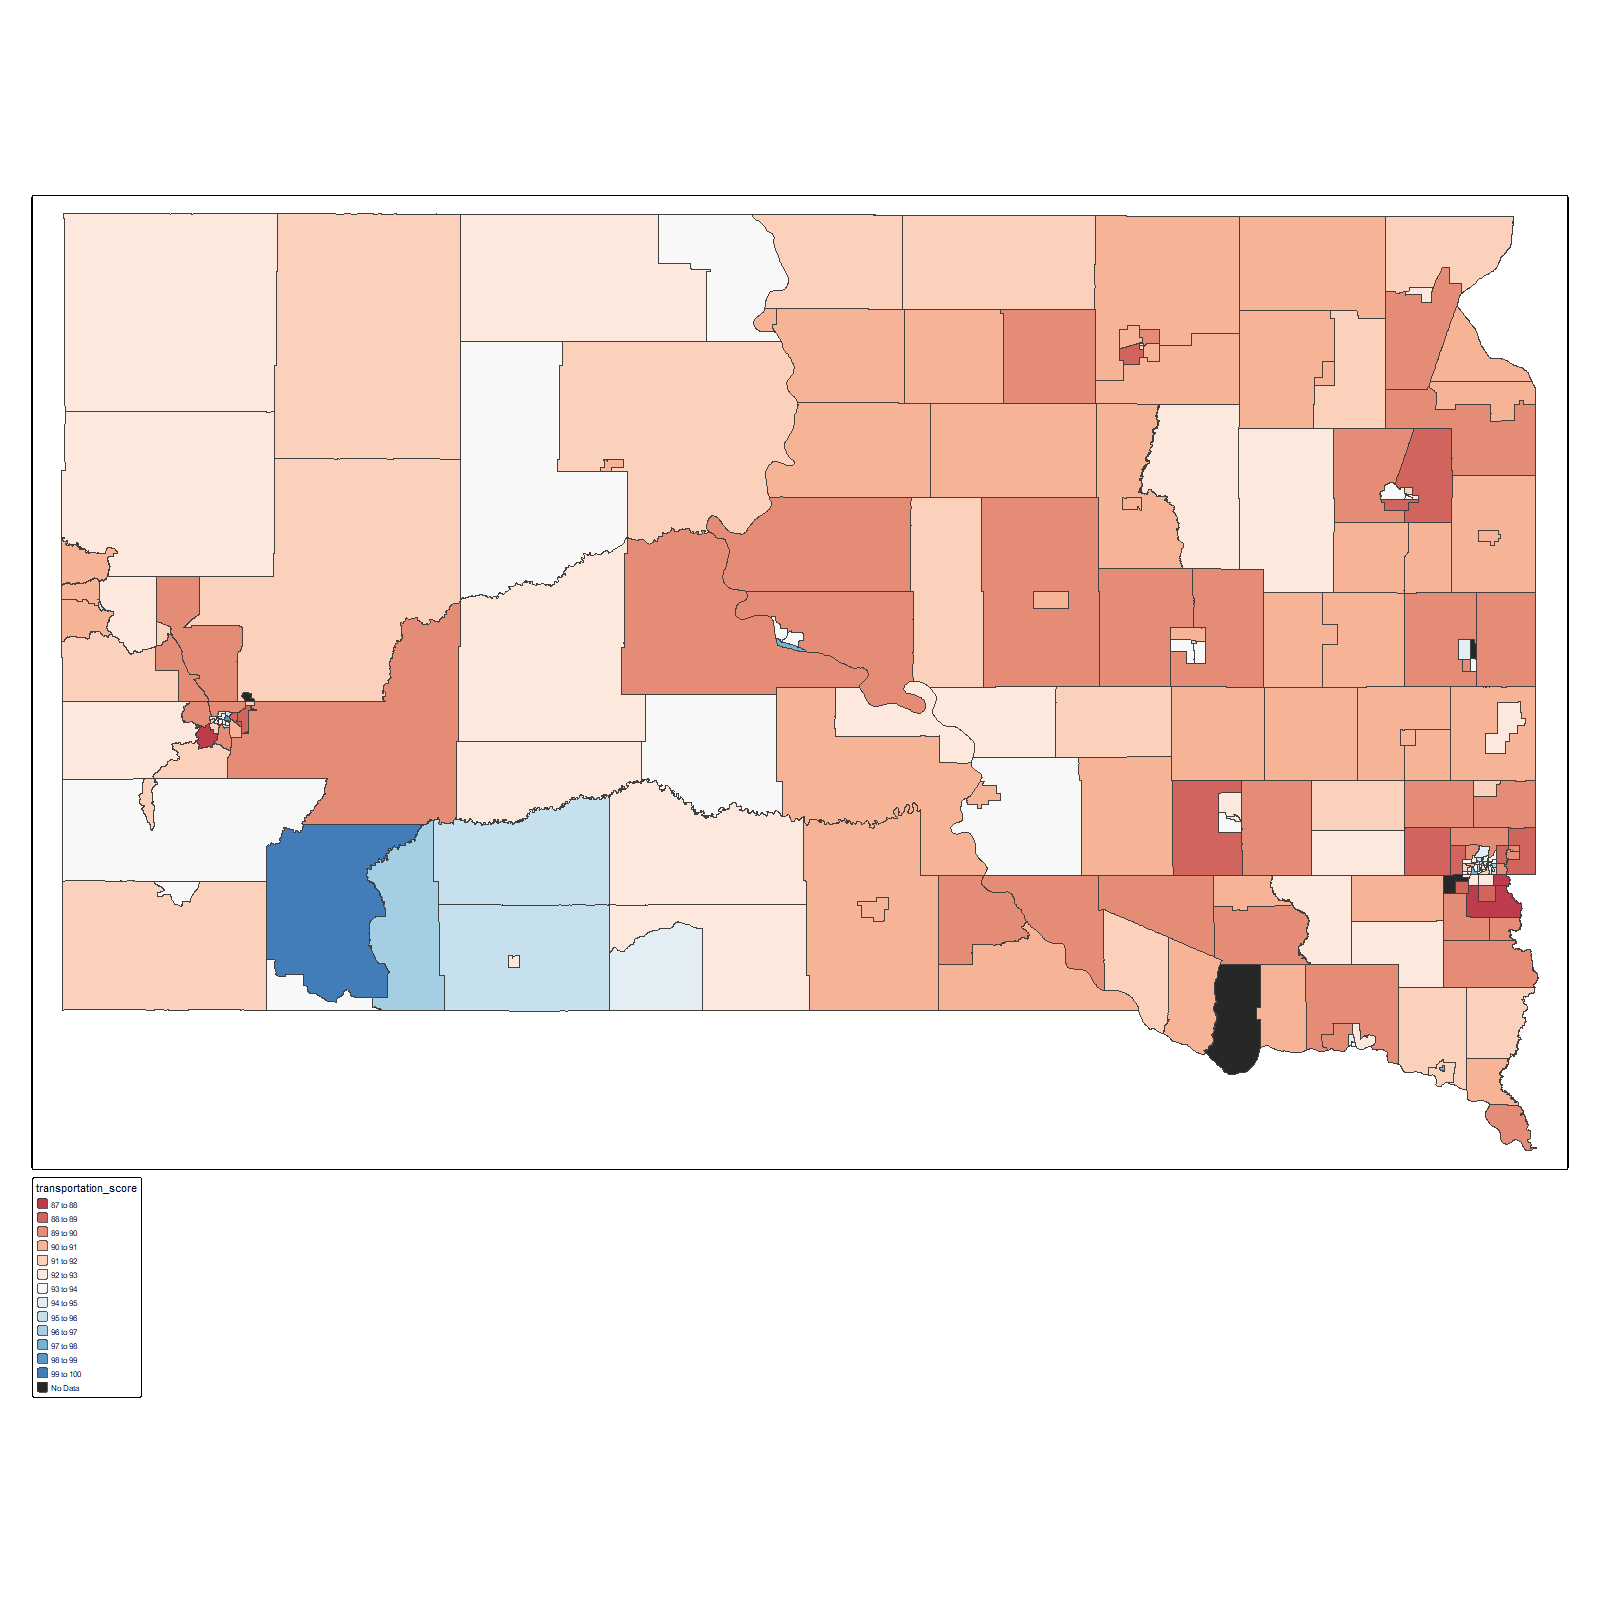 transportation_score
87 to 88
88 to 89
89 to 90
90 to 91
91 to 92
92 to 93
93 to 94
94 to 95
95 to 96
96 to 97
97 to 98
98 to 99
99 to 100
No Data